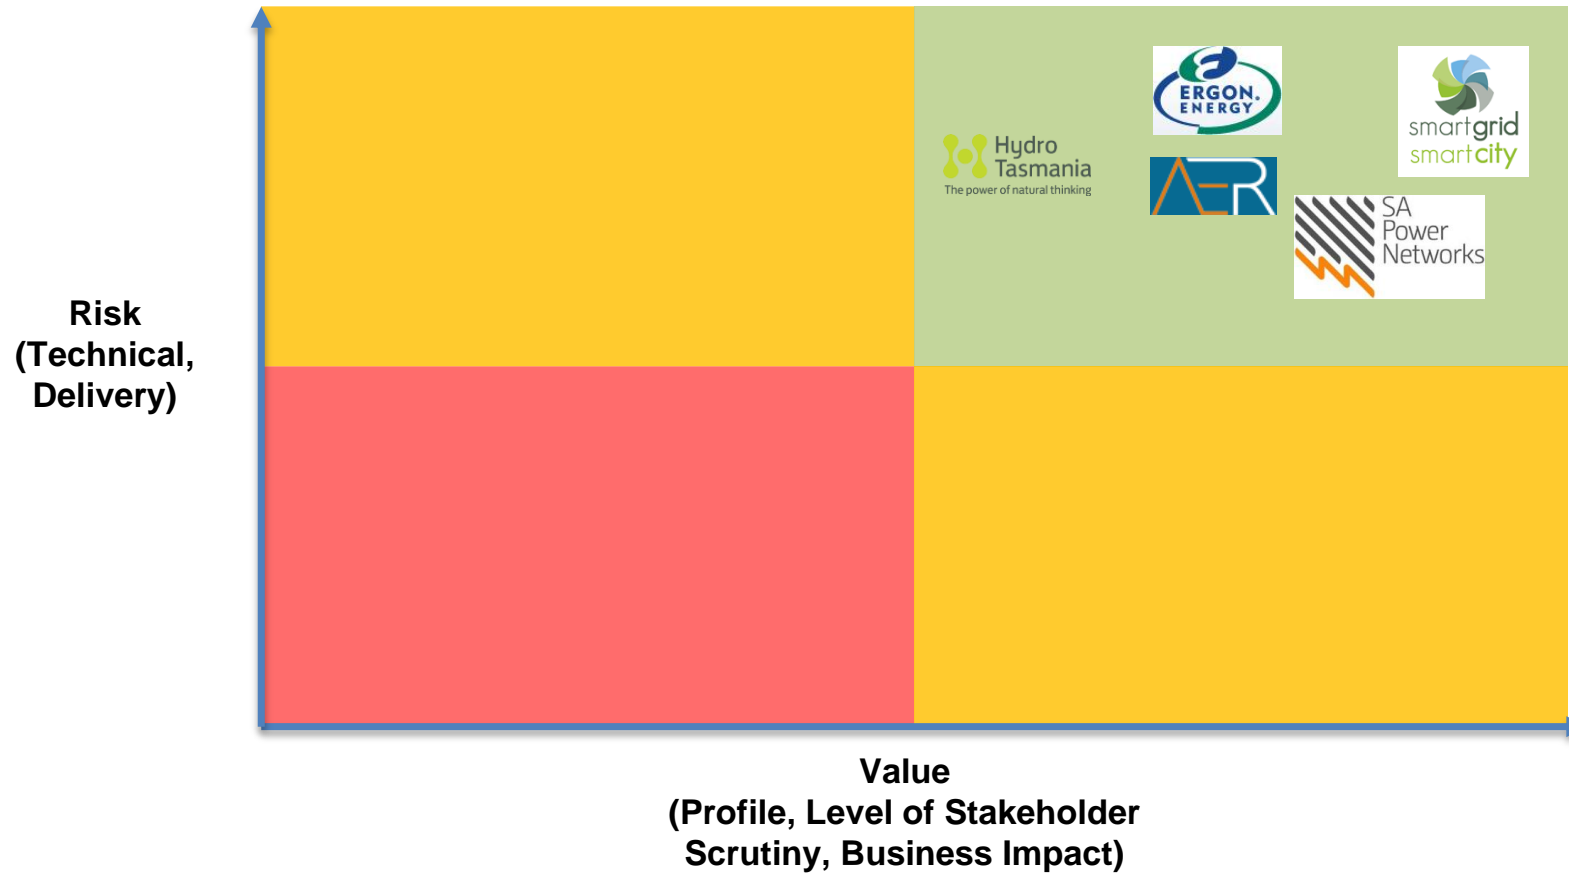 ERGON.
ENERGY
smartgrid
smartcity
Hydro
Tasmania
The power of natural thinking
AER
SA
Power
Networks
Risk
(Technical,
Delivery)
Value
(Profile, Level of Stakeholder
Scrutiny, Business Impact)